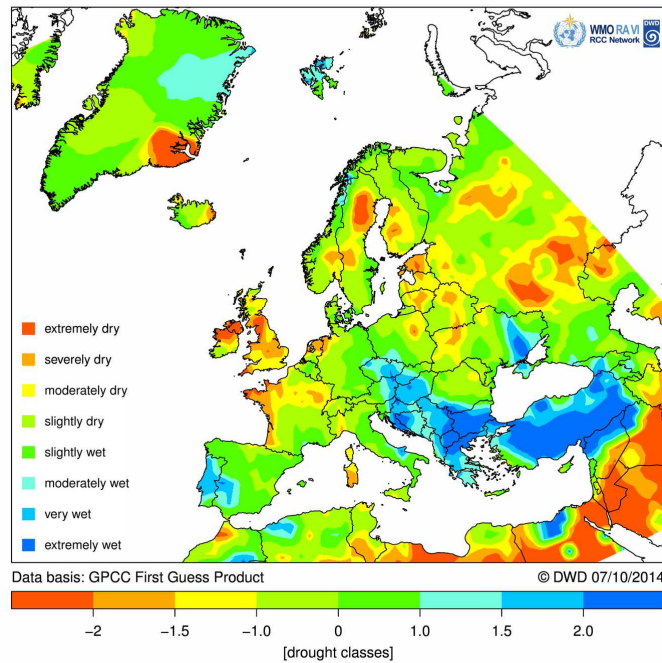 WMO RA VI
RCC Network
DWD
extremely dry
severely dry
moderately dry
slightly dry
slightly wet
moderately wet
very wet
extremely wet
Data basis: GPCC First Guess Product
© DWD 07/10/2014
−2
−1.5
−1.0
0
1.0
1.5
2.0
[drought classes]